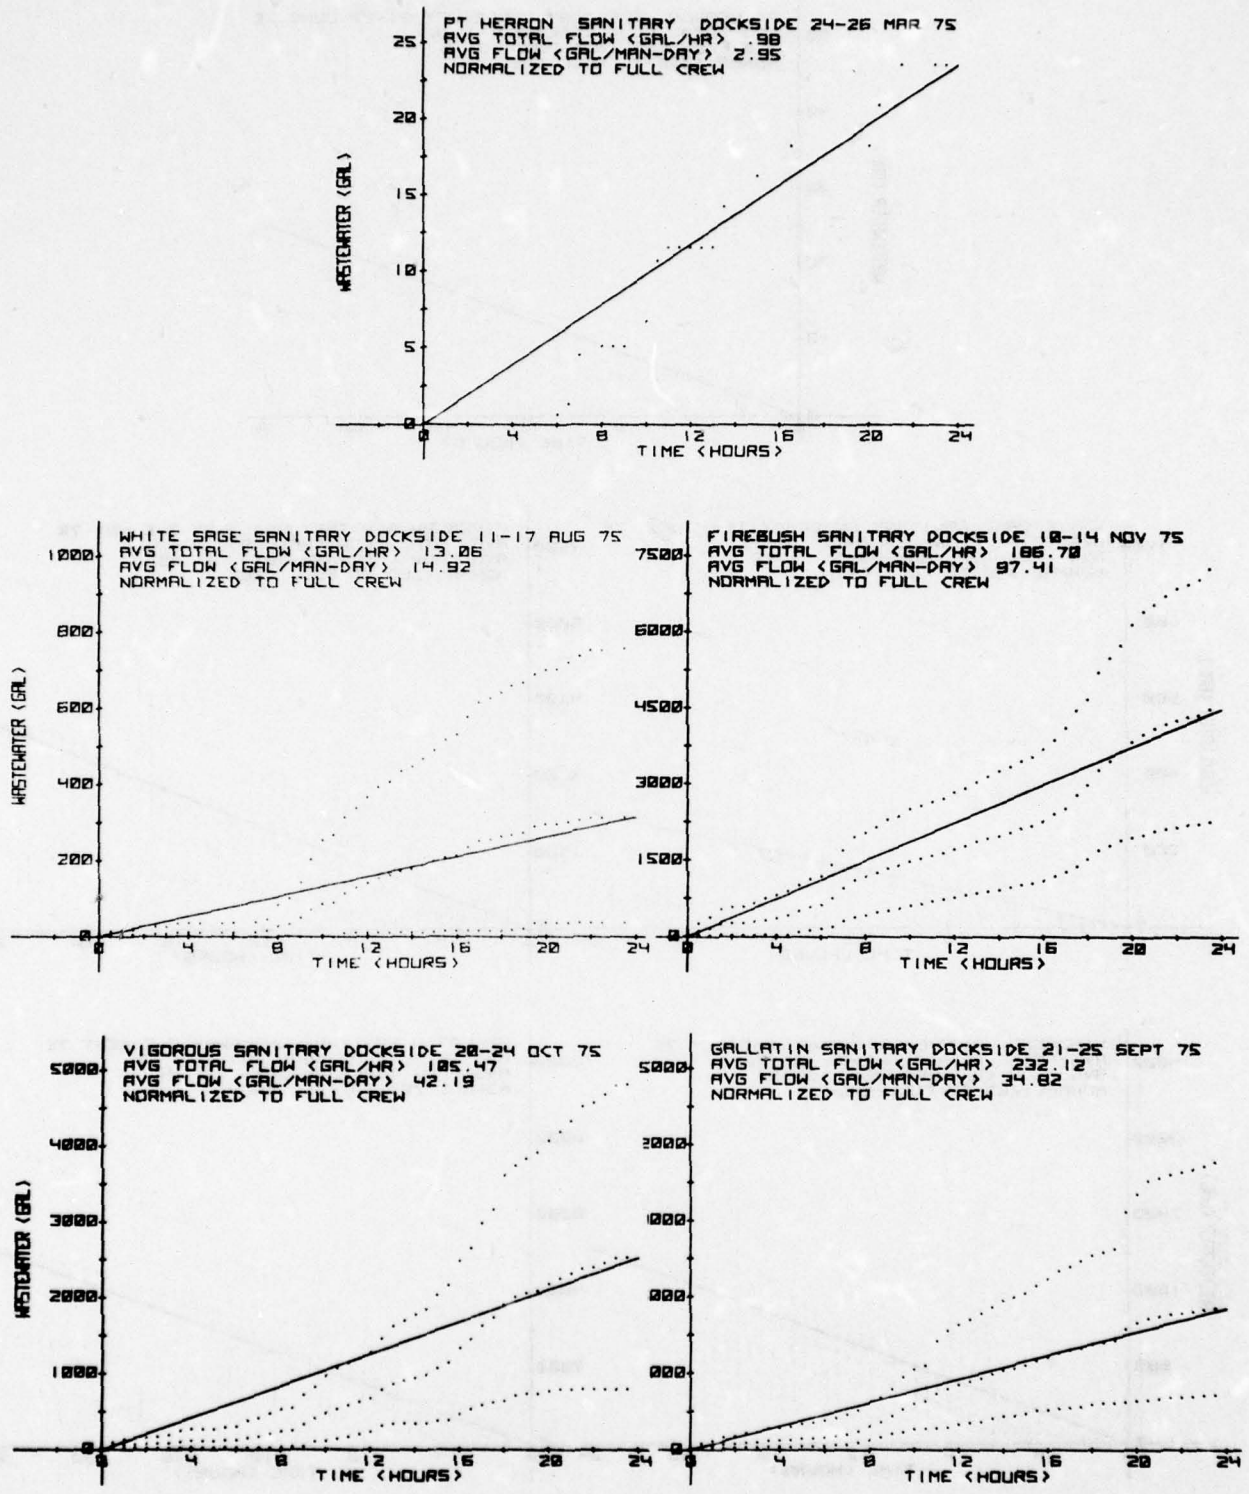 PT HERRON SANITARY DOCKSIDE 24-26 MAR 75
AVG TOTAL FLOW <GAL/HR> .98
AVG FLOW <GAL/MAN-DAY> 2.95
NORMALIZED TO FULL CREW
25
20
15
10
5
0
WASTEWATER <GAL>
0 4 8 12 16 20 24
TIME <HOURS>
WHITE SAGE SANITARY DOCKSIDE 11-17 AUG 75
AVG TOTAL FLOW <GAL/HR> 13.06
AVG FLOW <GAL/MAN-DAY> 14.92
NORMALIZED TO FULL CREW
1000
800
600
400
200
0
WASTEWATER <GAL>
0 4 8 12 16 20 24
TIME <HOURS>
FIREBUSH SANITARY DOCKSIDE 10-14 NOV 75
AVG TOTAL FLOW <GAL/HR> 186.70
AVG FLOW <GAL/MAN-DAY> 97.41
NORMALIZED TO FULL CREW
7500
6000
4500
3000
1500
0
0 4 8 12 16 20 24
TIME <HOURS>
VIGOROUS SANITARY DOCKSIDE 20-24 OCT 75
AVG TOTAL FLOW <GAL/HR> 105.47
AVG FLOW <GAL/MAN-DAY> 42.19
NORMALIZED TO FULL CREW
5000
4000
3000
2000
1000
0
WASTEWATER <GAL>
0 4 8 12 16 20 24
TIME <HOURS>
GALLATIN SANITARY DOCKSIDE 21-25 SEPT 75
AVG TOTAL FLOW <GAL/HR> 232.12
AVG FLOW <GAL/MAN-DAY> 34.82
NORMALIZED TO FULL CREW
5000
2000
000
000
000
0
0 4 8 12 16 20 24
TIME <HOURS>